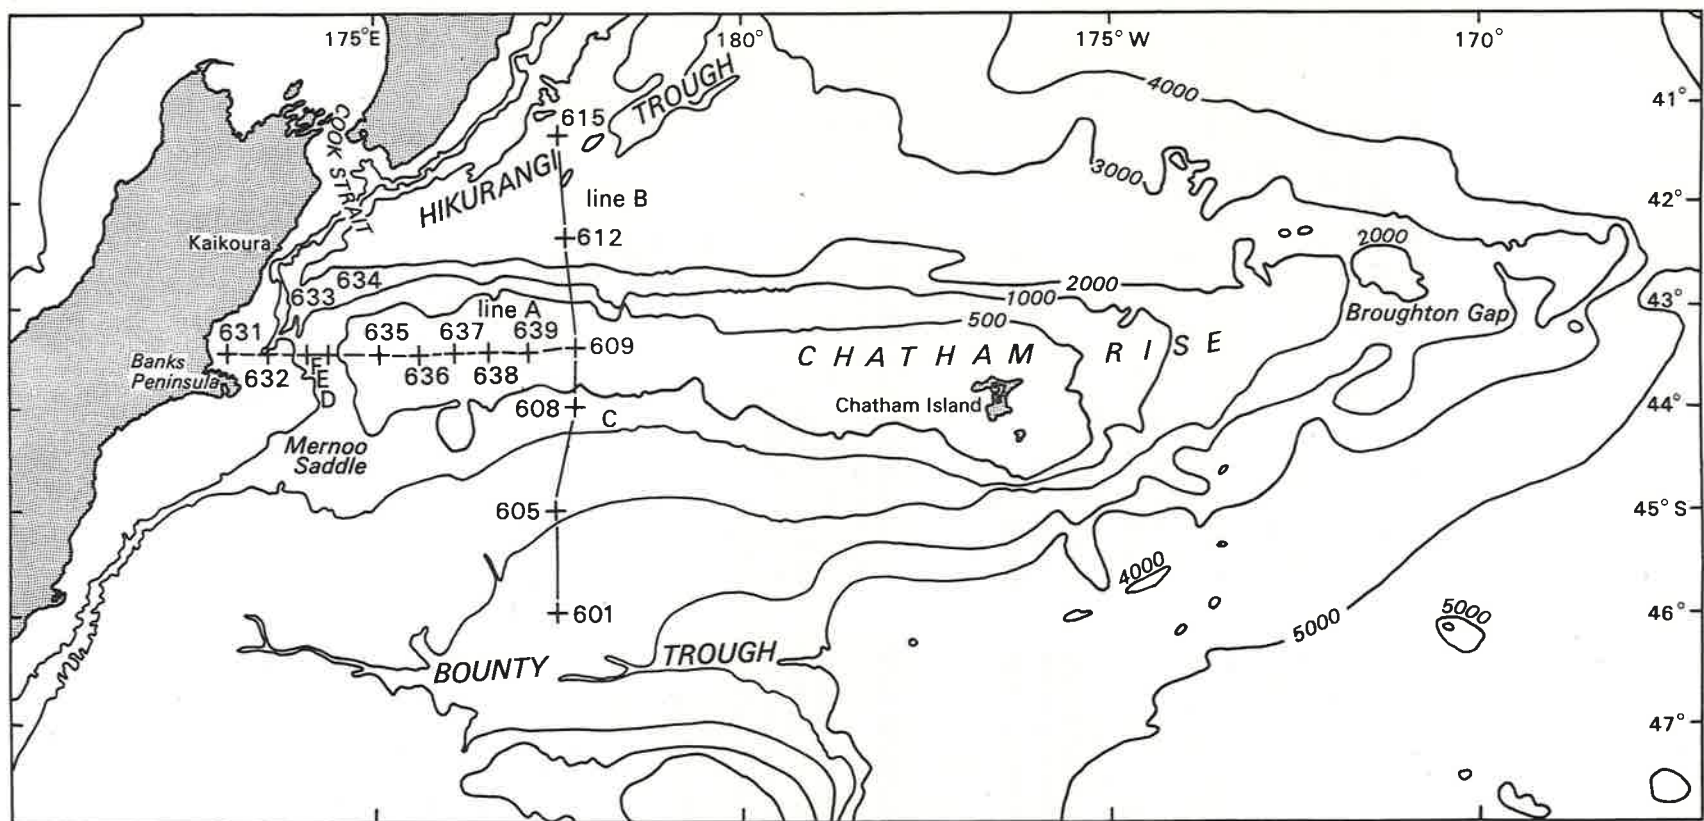 175°E
180°
175°W
170°
4000
41°
TROUGH
615
COOK STRAIT
3000
HIKURANGI
line B
42°
Kaikoura
612
2000
634
633
2000
1000
43°
line A
500
Broughton Gap
631
635
637
639
609
CHATHAM RISE
Banks
Peninsula
632
F
E
D
636
638
608
C
Chatham Island
44°
Mernoo
Saddle
605
45°S
4000
601
46°
5000
5000
BOUNTY
TROUGH
47°